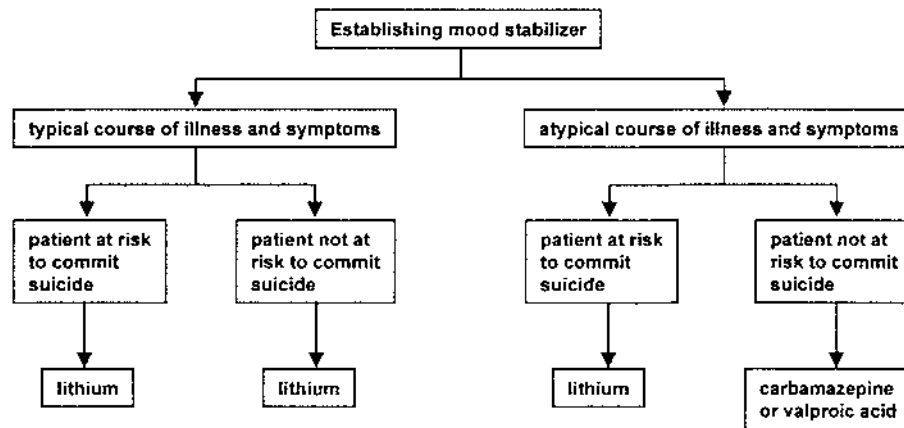 Establishing mood stabilizer
typical course of illness and symptoms
atypical course of illness and symptoms
patient at risk
to commit
suicide
patient not at
risk to commit
suicide
patient at risk
to commit
suicide
patient not at
risk to commit
suicide
lithium
lithium
lithium
carbamazepine
or valproic acid